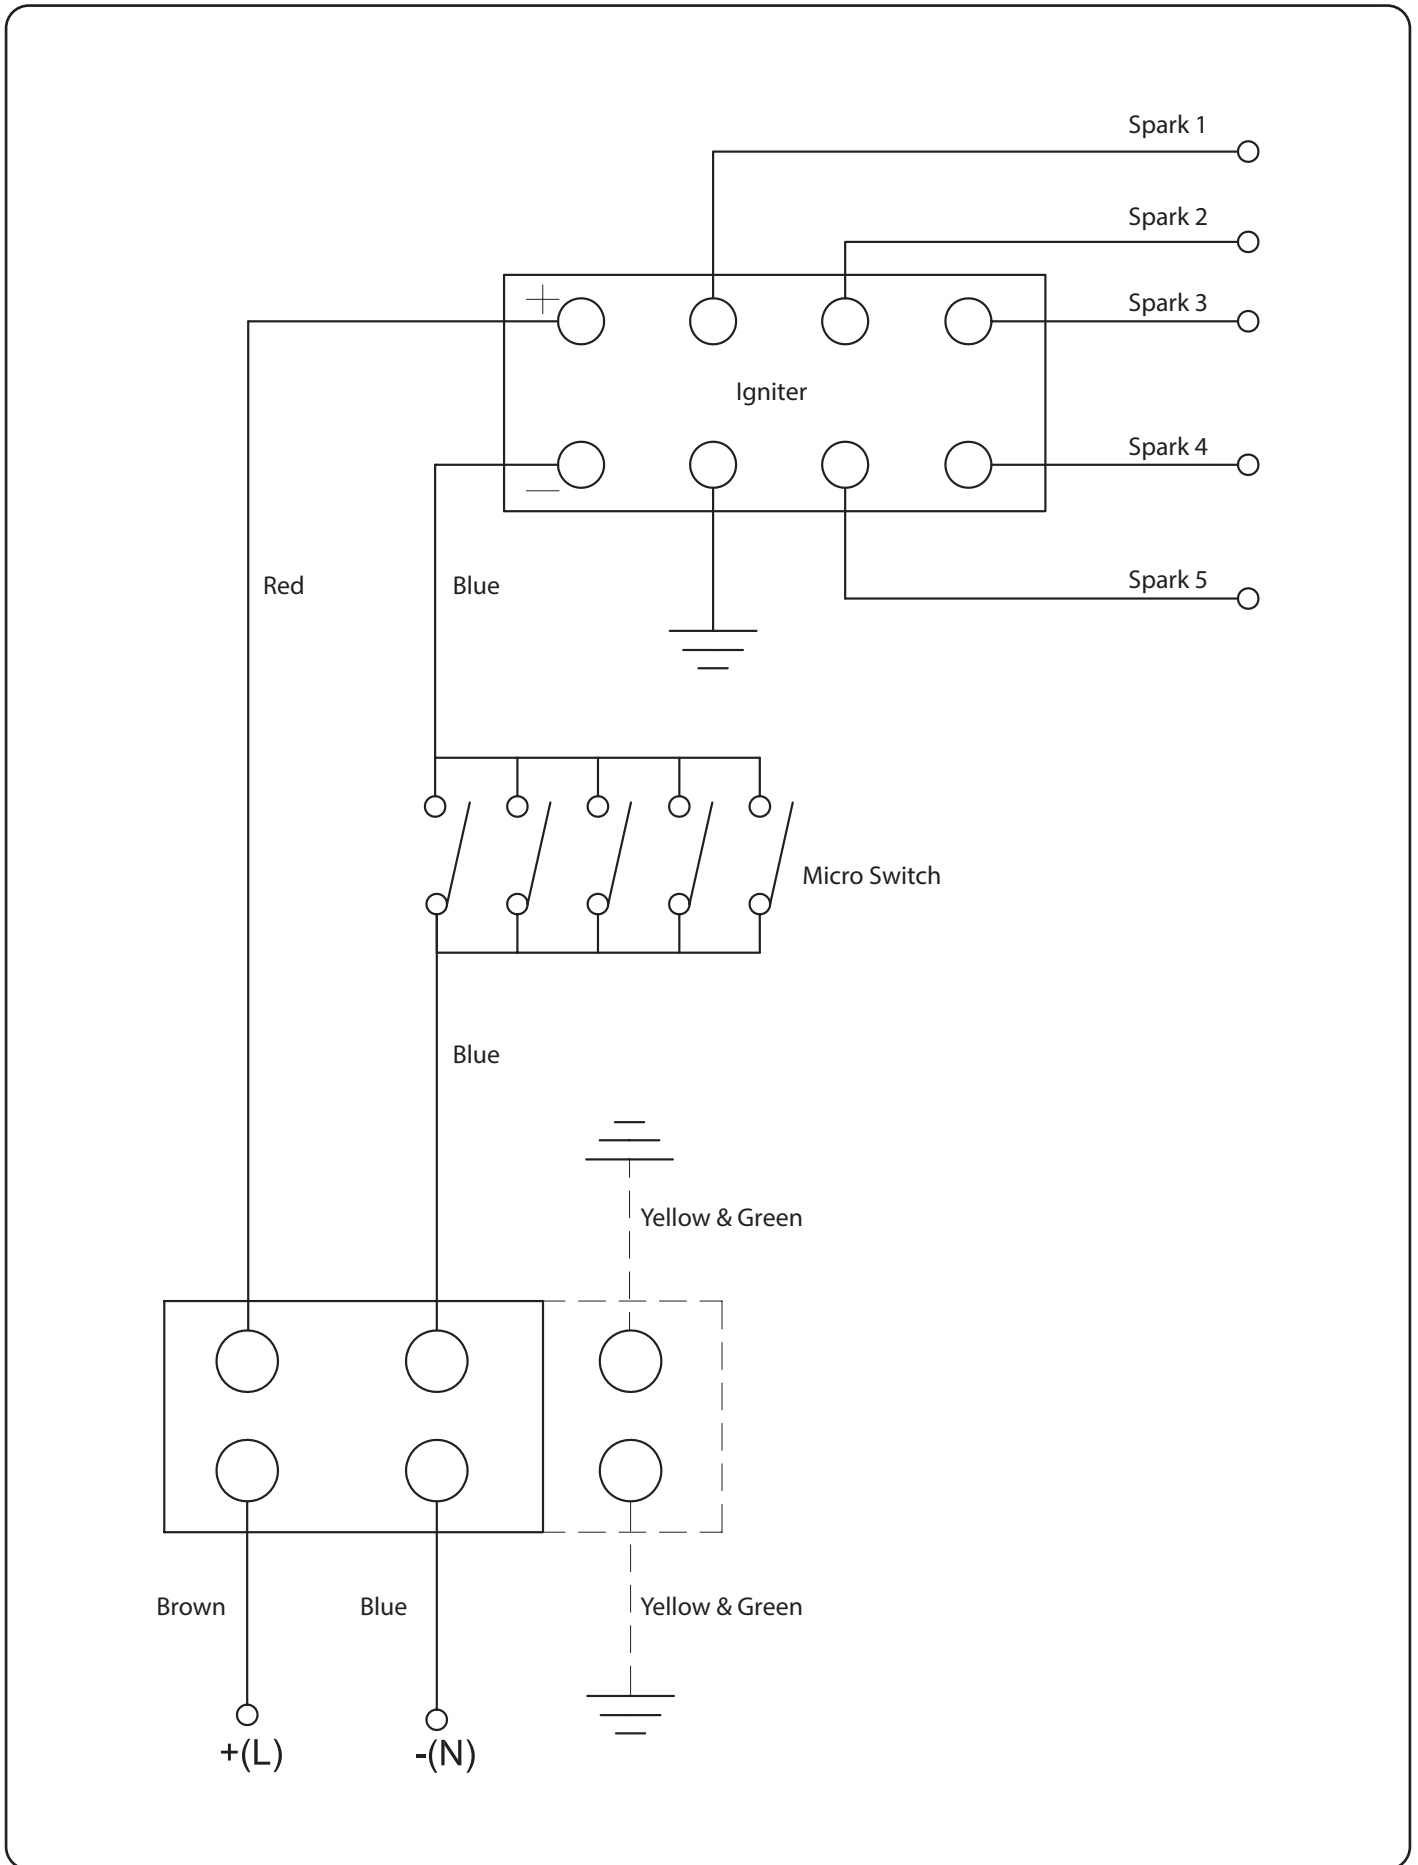 Spark 1
Spark 2
Spark 3
Igniter
Spark 4
Spark 5
Red
Blue
Micro Switch
Blue
Yellow & Green
Brown
Blue
Yellow & Green
+(L)
-(N)